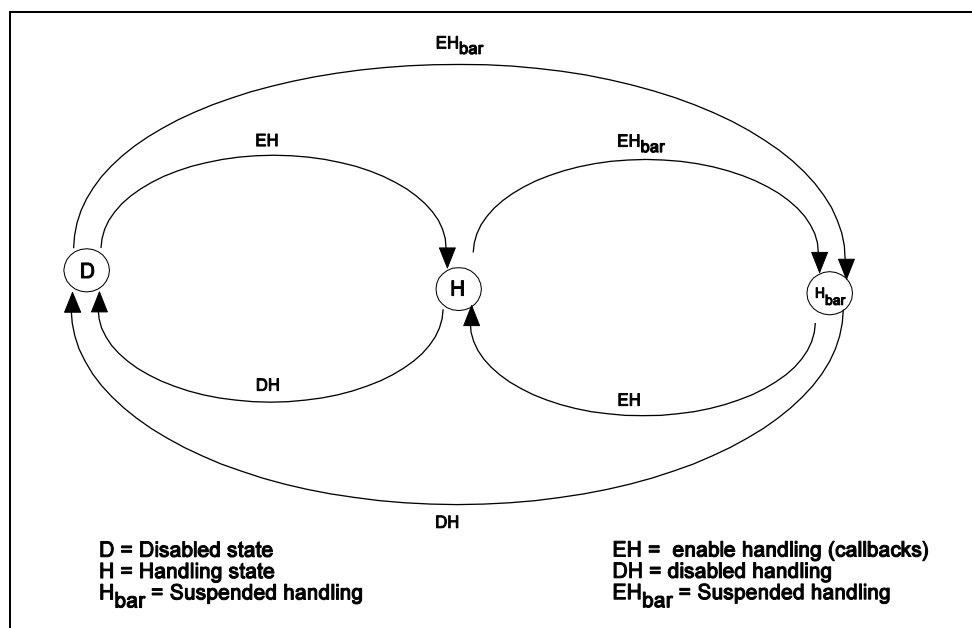 EHbar
EH
EHbar
D
H
Hbar
DH
EH
DH
D = Disabled state
H = Handling state
Hbar = Suspended handling
EH = enable handling (callbacks)
DH = disabled handling
EHbar = Suspended handling